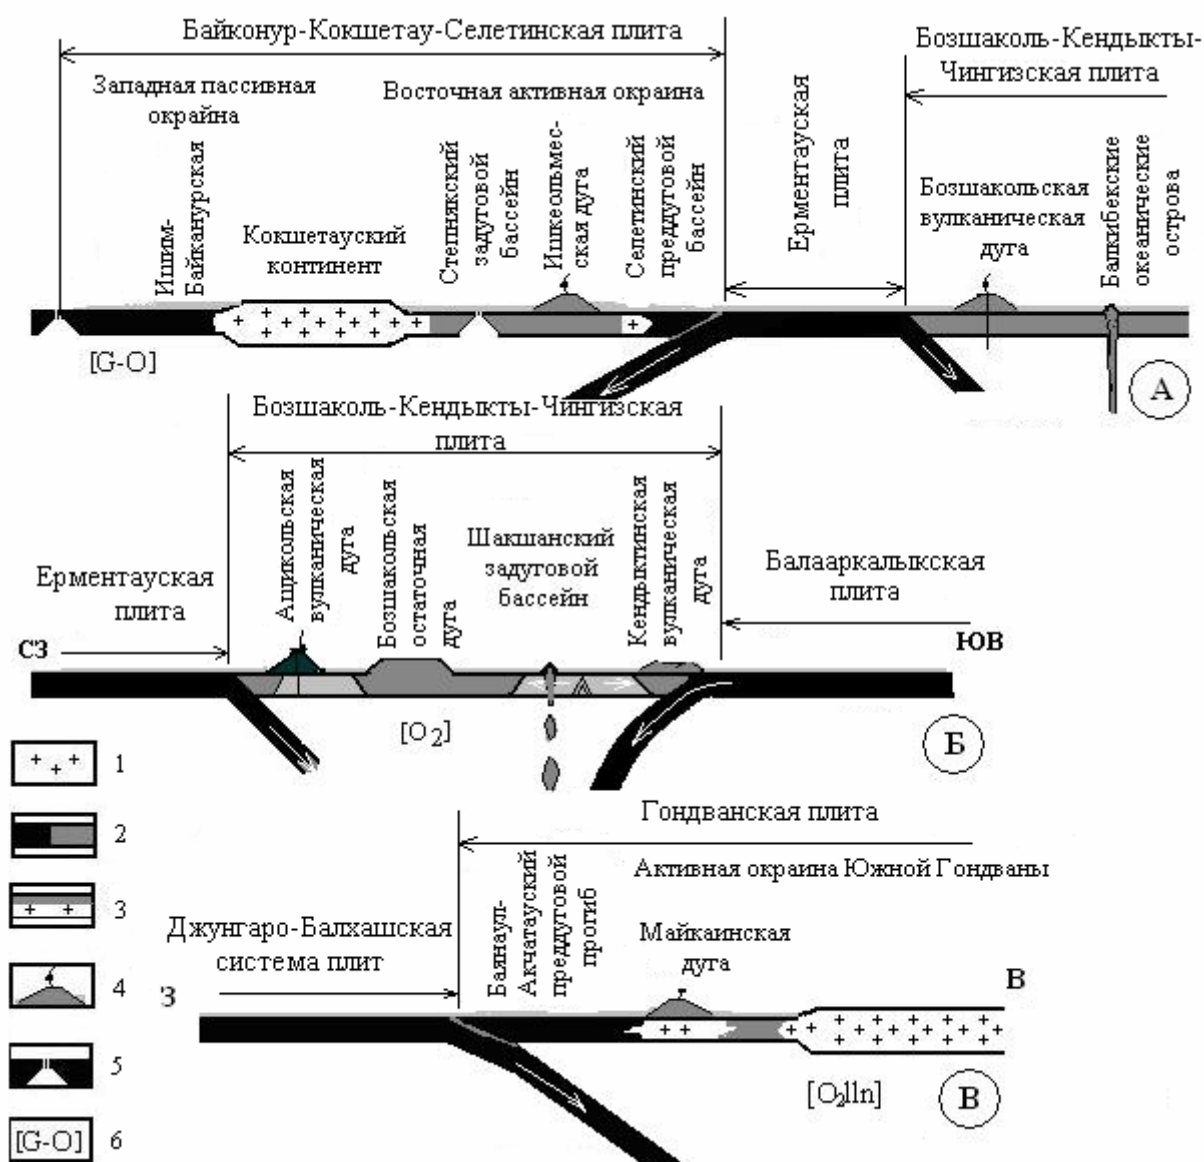 Байконур-Кокшетау-Селетинская плита
Бозшаколь-Кендыкты-
Чингизская плита
Западная пассивная
окрайна
Восточная активная окраина
Ишим-
Байканурская
Кокшетауский
континент
Степнякский
задуговой
бассейн
Ишкеольмес-
ская дуга
Селетинский
преддуговой
бассейн
Ерментауская
плита
Бозшакольская
вулканическая
дуга
Балкибекские
океанические
острова
[G-O]
А
Бозшаколь-Кендыкты-Чингизская
плита
Ерментауская
плита
Ащикольская
вулканическая
дуга
Бозшакольская
остаточная
дуга
Шакшанский
задуговой
бассейн
Кендыктинская
вулканическая
дуга
Балааркалыкская
плита
СЗ
ЮВ
[O2]
Б
1
2
3
4
5
[G-O] 6
Гондванская плита
Активная окраина Южной Гондваны
Джунгаро-Балхашская
система плит
Баянаул-
Акчатауский
преддуговой
прогиб
Майкаинская
дуга
З
В
[O2lln]
В